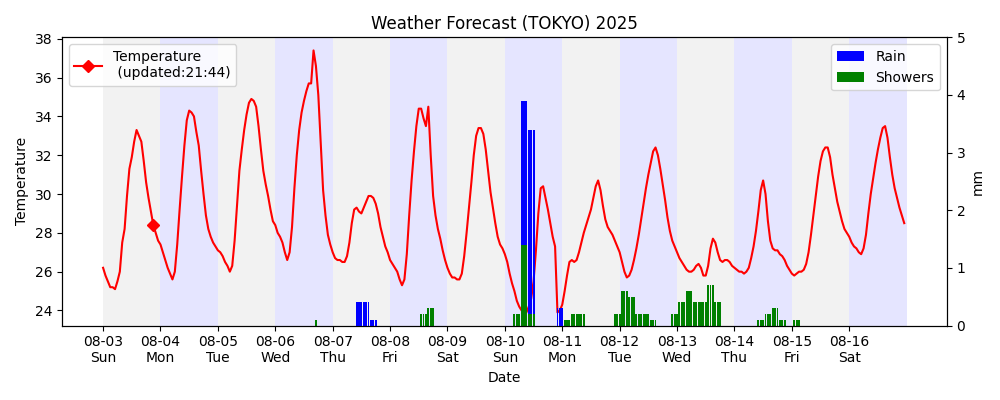 Weather Forecast (TOKYO) 2025
Temperature
(updated:21:44)
Rain
Showers
Temperature
38
36
34
32
30
28
26
24
5
4
3
2
1
0
mm
08-03 08-04 08-05 08-06 08-07 08-08 08-09 08-10 08-11 08-12 08-13 08-14 08-15 08-16
Sun Mon Tue Wed Thu Fri Sat Sun Mon Tue Wed Thu Fri Sat
Date